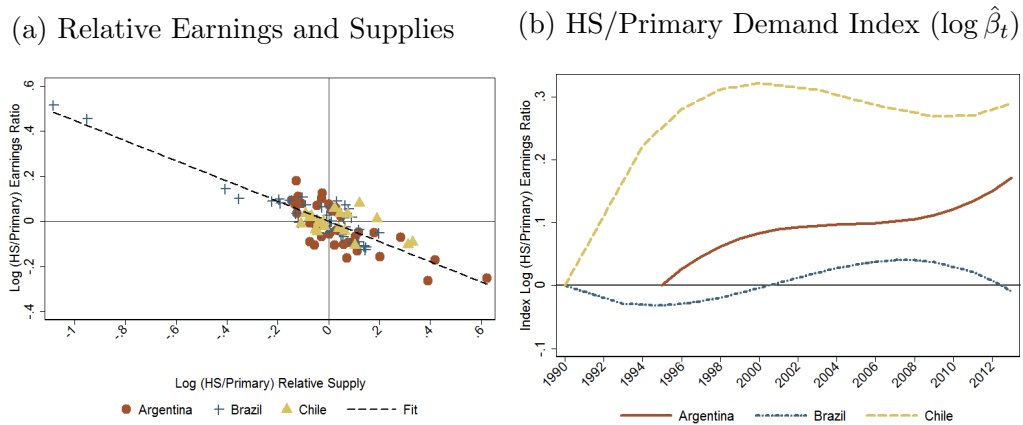 (a) Relative Earnings and Supplies
Log (HS/Primary) Earnings Ratio
.6
.4
.2
0
-.2
-.4
-.1
-.4
-.2
0
.2
.4
.6
Log (HS/Primary) Relative Supply
Argentina
Brazil
Chile
Fit
(b) HS/Primary Demand Index (log β̂t)
Index Log (HS/Primary) Earnings Ratio
.3
.2
.1
0
-.1
1990
1992
1994
1996
1998
2000
2002
2004
2006
2008
2010
2012
Argentina
Brazil
Chile